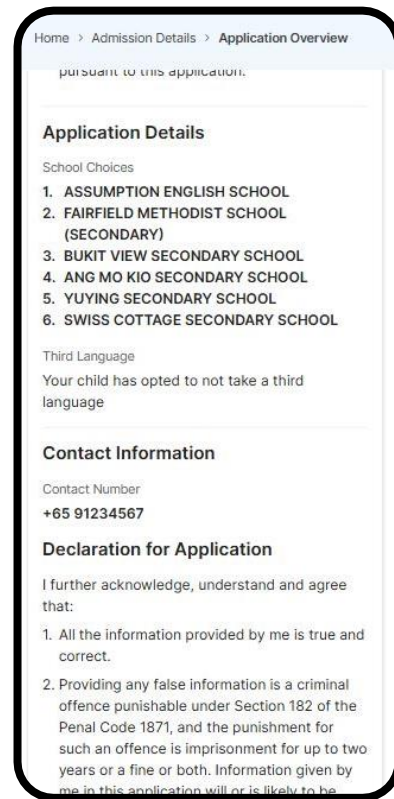 Home > Admission Details > Application Overview
pursuant to this application.
Application Details
School Choices
1. ASSUMPTION ENGLISH SCHOOL
2. FAIRFIELD METHODIST SCHOOL
(SECONDARY)
3. BUKIT VIEW SECONDARY SCHOOL
4. ANG MO KIO SECONDARY SCHOOL
5. YUYING SECONDARY SCHOOL
6. SWISS COTTAGE SECONDARY SCHOOL
Third Language
Your child has opted to not take a third
language
Contact Information
Contact Number
+65 91234567
Declaration for Application
I further acknowledge, understand and agree
that:
1. All the information provided by me is true and
correct.
2. Providing any false information is a criminal
offence punishable under Section 182 of the
Penal Code 1871, and the punishment for
such an offence is imprisonment for up to two
years or a fine or both. Information given by
me in this application will or is likely to be